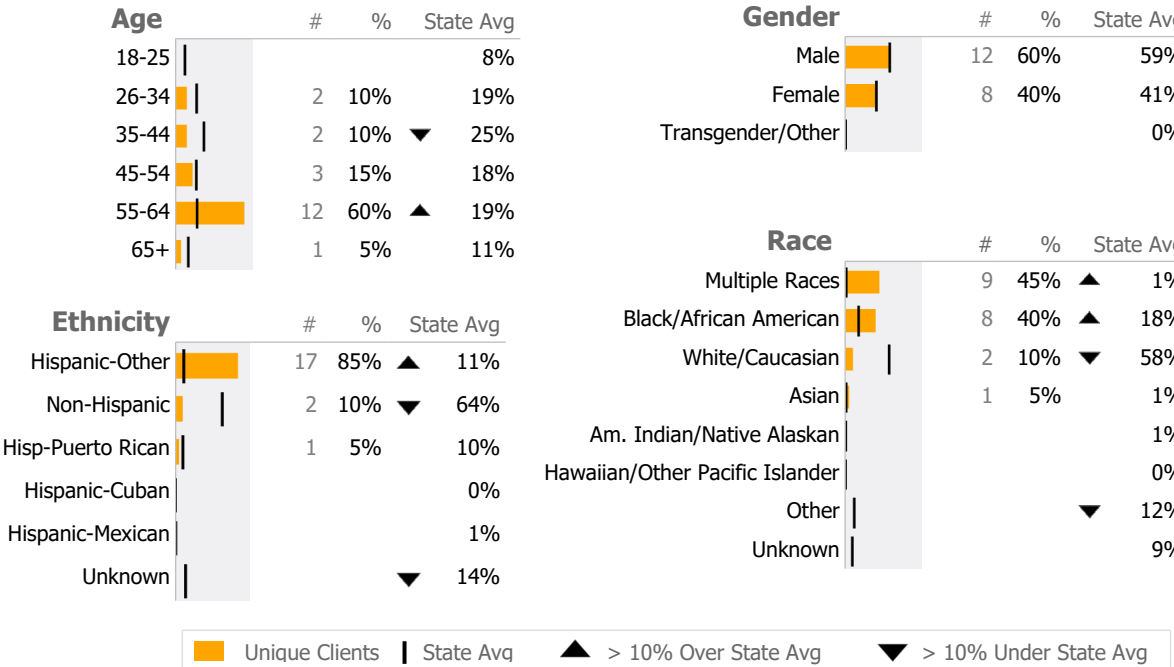 Age # % State Avg
18-25 8%
26-34 2 10% 19%
35-44 2 10% ▼ 25%
45-54 3 15% 18%
55-64 12 60% ▲ 19%
65+ 1 5% 11%
Ethnicity # % State Avg
Hispanic-Other 17 85% ▲ 11%
Non-Hispanic 2 10% ▼ 64%
Hisp-Puerto Rican 1 5% 10%
Hispanic-Cuban 0%
Hispanic-Mexican 1%
Unknown ▼ 14%
Gender # % State Avg
Male 12 60% 59%
Female 8 40% 41%
Transgender/Other 0%
Race # % State Avg
Multiple Races 9 45% ▲ 1%
Black/African American 8 40% ▲ 18%
White/Caucasian 2 10% ▼ 58%
Asian 1 5% 1%
Am. Indian/Native Alaskan 1%
Hawaiian/Other Pacific Islander 0%
Other ▼ 12%
Unknown 9%
Unique Clients State Avg ▲ > 10% Over State Avg ▼ > 10% Under State Avg